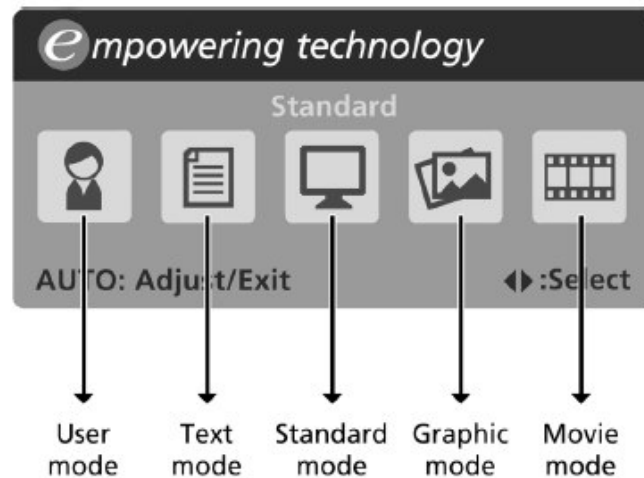 empowering technology
Standard
AUTO: Adjust/Exit ◀▶:Select
User mode
Text mode
Standard mode
Graphic mode
Movie mode